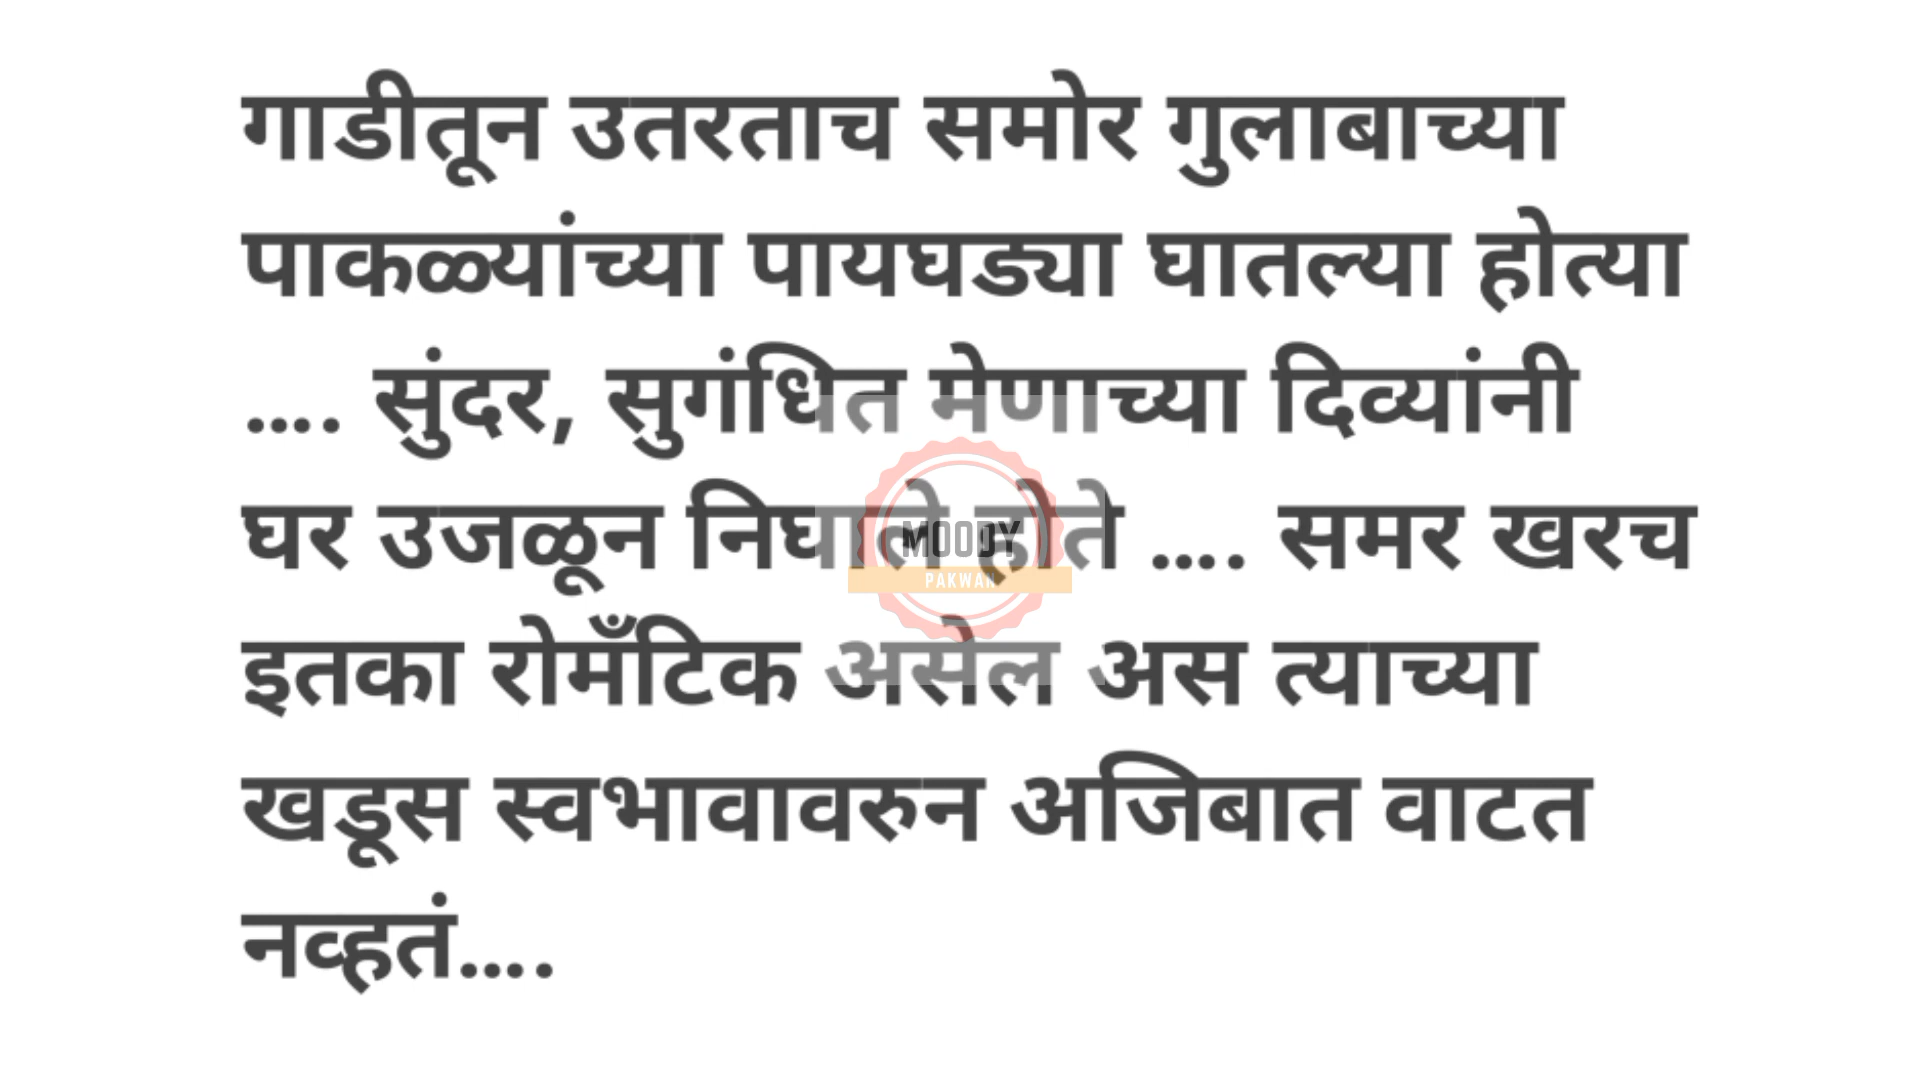 गाडीतून उतरताच समोर गुलाबाच्या
पाकळ्यांच्या पायघड्या घातल्या होत्या
.... सुंदर, सुगंधित मेणाच्या दिव्यांनी
घर उजळून निघाले होते .... समर खरच
MOODY
PAKWAN
इतका रोमँटिक असेल अस त्याच्या
खडूस स्वभावावरुन अजिबात वाटत
नव्हतं....